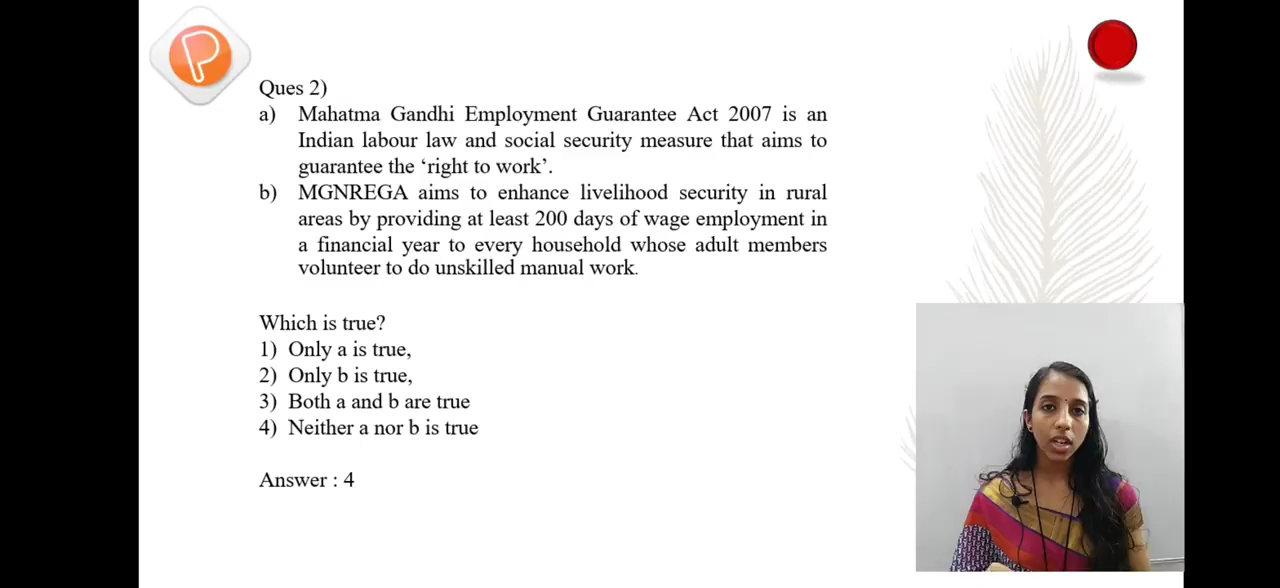 Ques 2)
a) Mahatma Gandhi Employment Guarantee Act 2007 is an
Indian labour law and social security measure that aims to
guarantee the ‘right to work’.
b) MGNREGA aims to enhance livelihood security in rural
areas by providing at least 200 days of wage employment in
a financial year to every household whose adult members
volunteer to do unskilled manual work.
Which is true?
1) Only a is true,
2) Only b is true,
3) Both a and b are true
4) Neither a nor b is true
Answer : 4